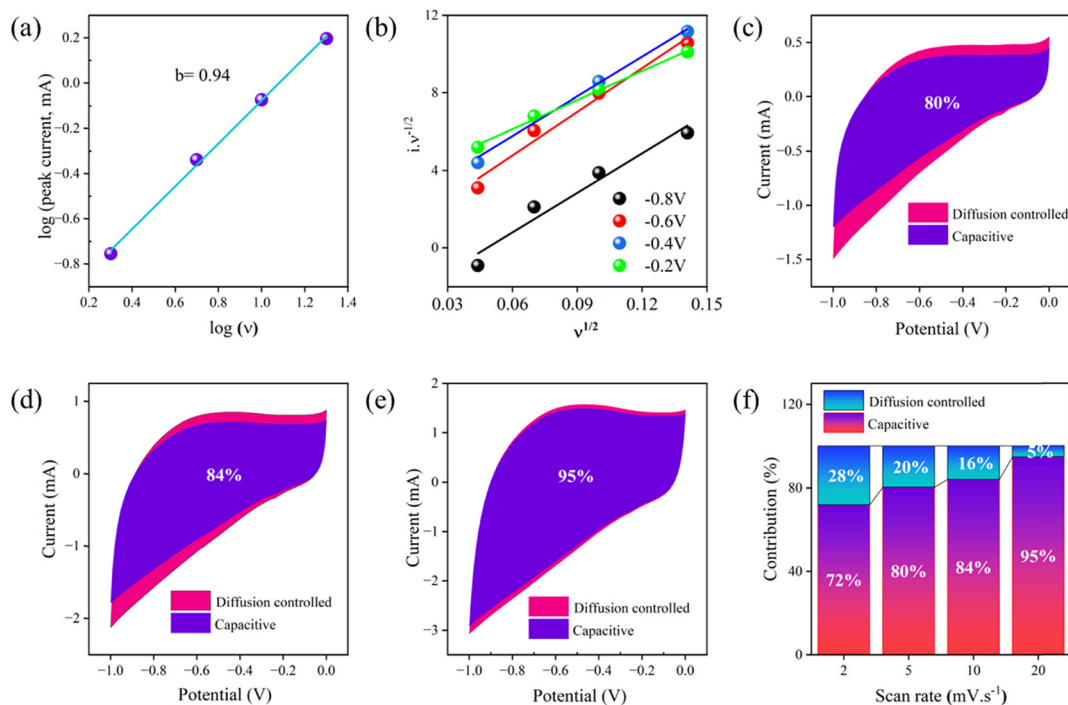 (a)
0.2
0.0
−0.2
−0.4
−0.6
−0.8
log (peak current, mA)
b= 0.94
0.2 0.4 0.6 0.8 1.0 1.2 1.4
log (ν)
(b)
12
8
4
0
i.ν-1/2
-0.8V
-0.6V
-0.4V
-0.2V
0.03 0.06 0.09 0.12 0.15
ν1/2
(c)
0.5
0.0
−0.5
−1.0
−1.5
Current (mA)
80%
Diffusion controlled
Capacitive
−1.0 −0.8 −0.6 −0.4 −0.2 0.0
Potential (V)
(d)
1
0
−1
−2
Current (mA)
84%
Diffusion controlled
Capacitive
−1.0 −0.8 −0.6 −0.4 −0.2 0.0
Potential (V)
(e)
2
1
0
−1
−2
−3
Current (mA)
95%
Diffusion controlled
Capacitive
−1.0 −0.8 −0.6 −0.4 −0.2 0.0
Potential (V)
(f)
120
80
40
0
Contribution (%)
Diffusion controlled
Capacitive
28% 20% 16% 5%
72% 80% 84% 95%
2 5 10 20
Scan rate (mV.s-1)